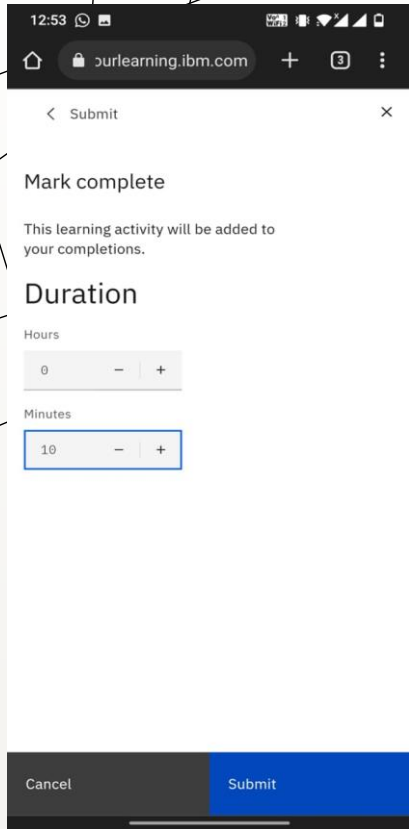 12:53
ourlearning.ibm.com
3
Submit
Mark complete
This learning activity will be added to
your completions.
Duration
Hours
0
Minutes
10
Cancel
Submit